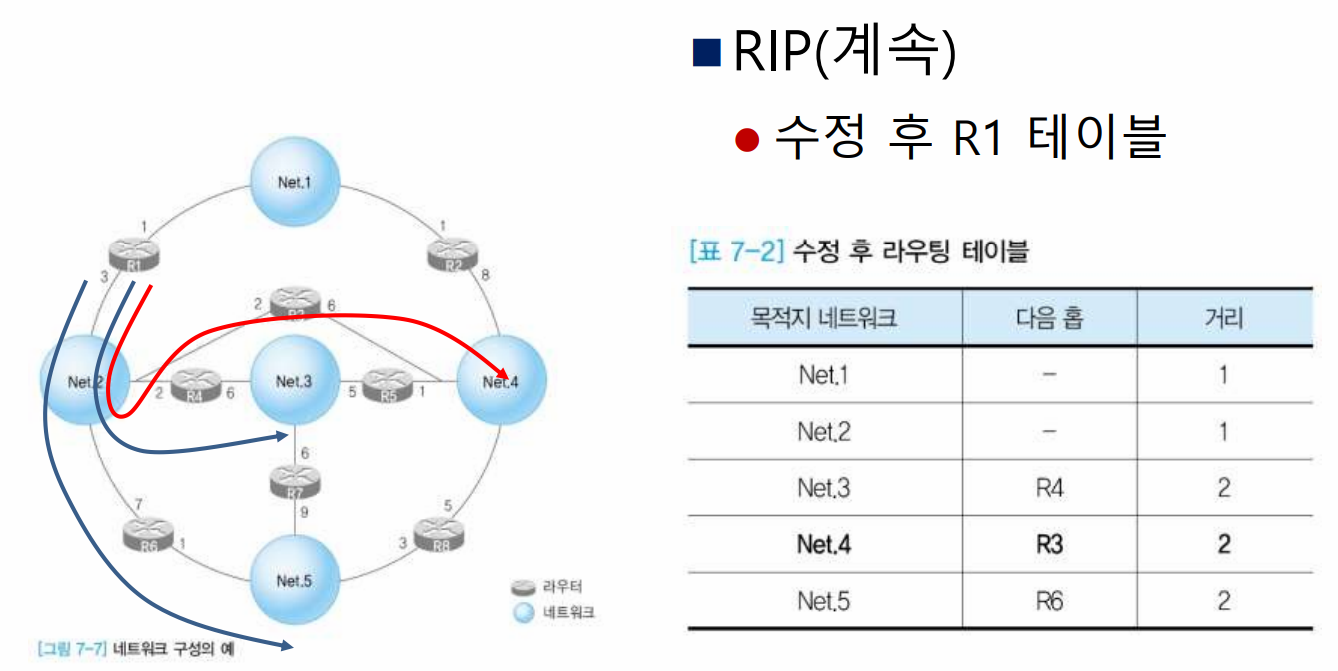 RIP(계속)
수정 후 R1 테이블
Net.1
1
1
R1
R2
3
8
2
6
R3
Net.2
Net.3
Net.4
2
R4
6
5
R5
1
6
R7
9
7
5
R6
1
3
R8
Net.5
라우터
네트워크
[그림 7-7] 네트워크 구성의 예
[표 7-2] 수정 후 라우팅 테이블
목적지 네트워크 다음 홉 거리
Net.1 - 1
Net.2 - 1
Net.3 R4 2
Net.4 R3 2
Net.5 R6 2